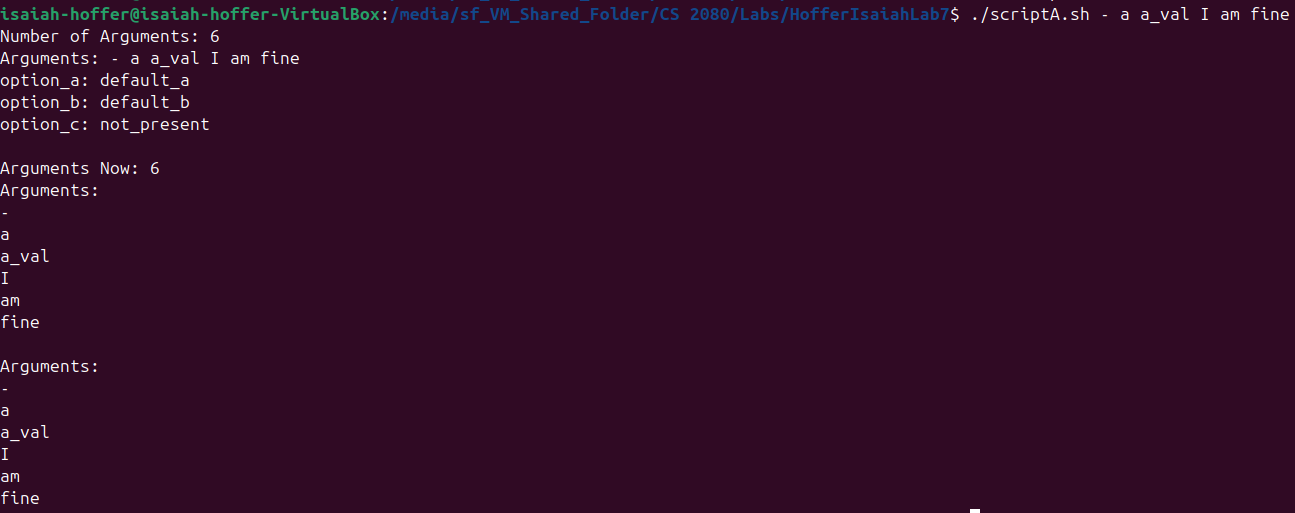 isaiah-hoffer@isaiah-hoffer-VirtualBox:/media/sf_VM_Shared_Folder/CS 2080/Labs/HofferIsaiahLab7$ ./scriptA.sh - a a_val I am fine
Number of Arguments: 6
Arguments: - a a_val I am fine
option_a: default_a
option_b: default_b
option_c: not_present
Arguments Now: 6
Arguments:
-
a
a_val
I
am
fine
Arguments:
-
a
a_val
I
am
fine